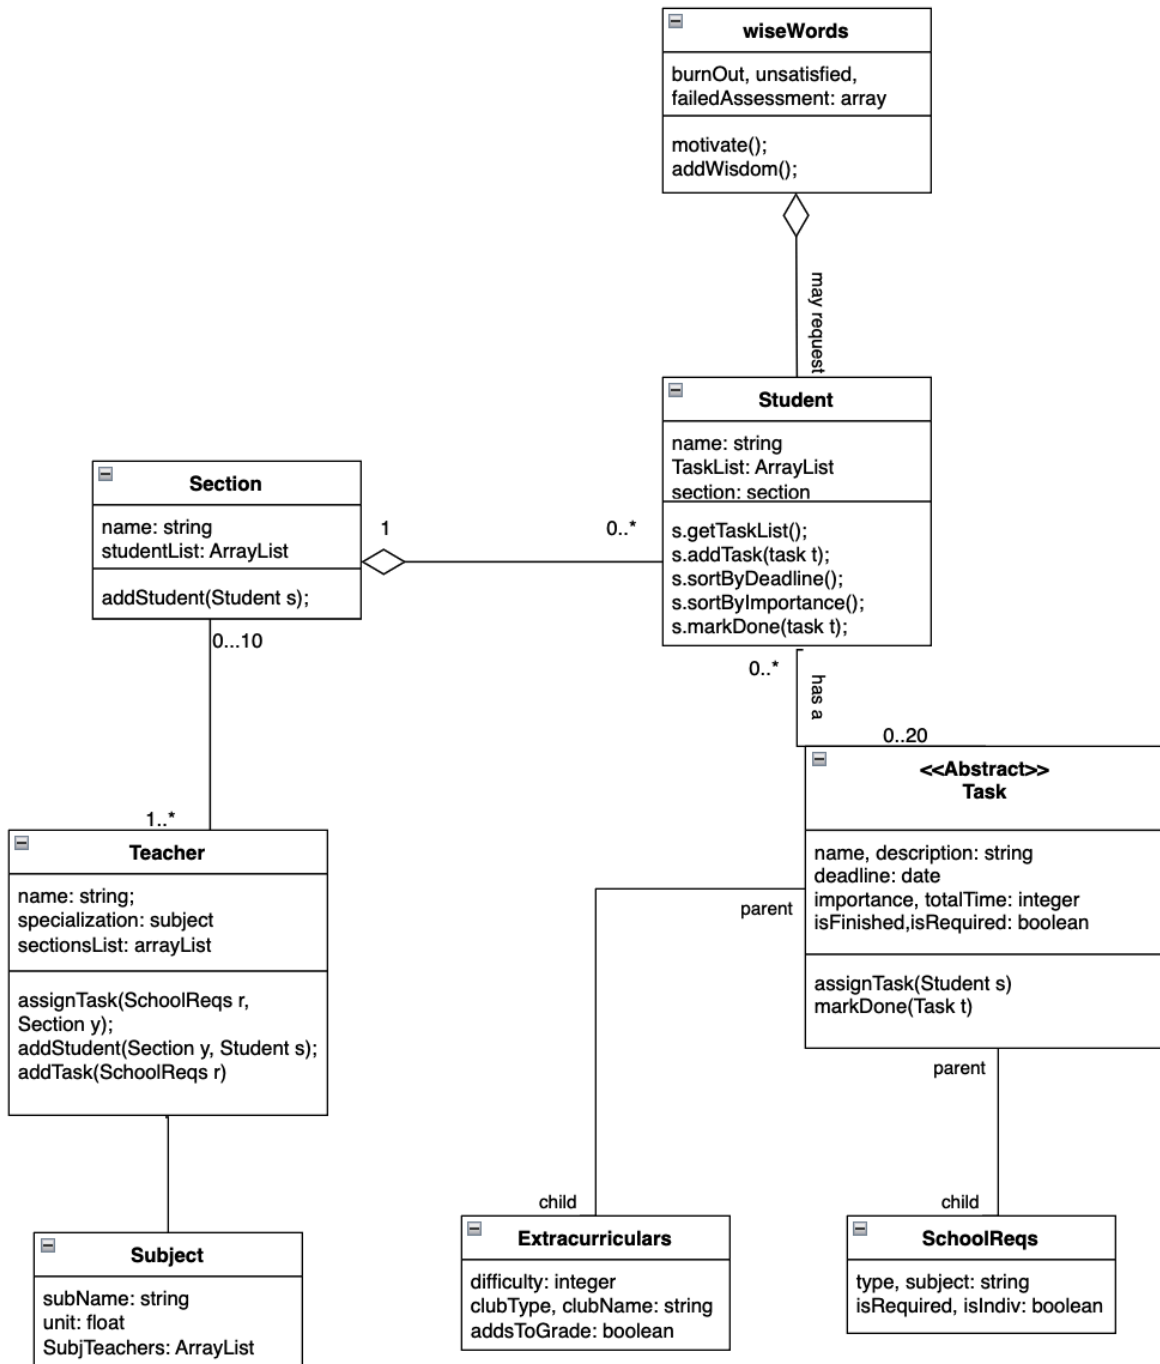 wiseWords
burnOut, unsatisfied,
failedAssessment: array
motivate();
addWisdom();
may request
Student
name: string
TaskList: ArrayList
section: section
s.getTaskList();
s.addTask(task t);
s.sortByDeadline();
s.sortByImportance();
s.markDone(task t);
Section
name: string
studentList: ArrayList
addStudent(Student s);
1
0..*
0...10
1..*
0..*
has a
0..20
<<Abstract>>
Task
name, description: string
deadline: date
importance, totalTime: integer
isFinished,isRequired: boolean
assignTask(Student s)
markDone(Task t)
Teacher
name: string;
specialization: subject
sectionsList: arrayList
assignTask(SchoolReqs r,
Section y);
addStudent(Section y, Student s);
addTask(SchoolReqs r)
parent
parent
child
child
Subject
subName: string
unit: float
SubjTeachers: ArrayList
Extracurriculars
difficulty: integer
clubType, clubName: string
addsToGrade: boolean
SchoolReqs
type, subject: string
isRequired, isIndiv: boolean